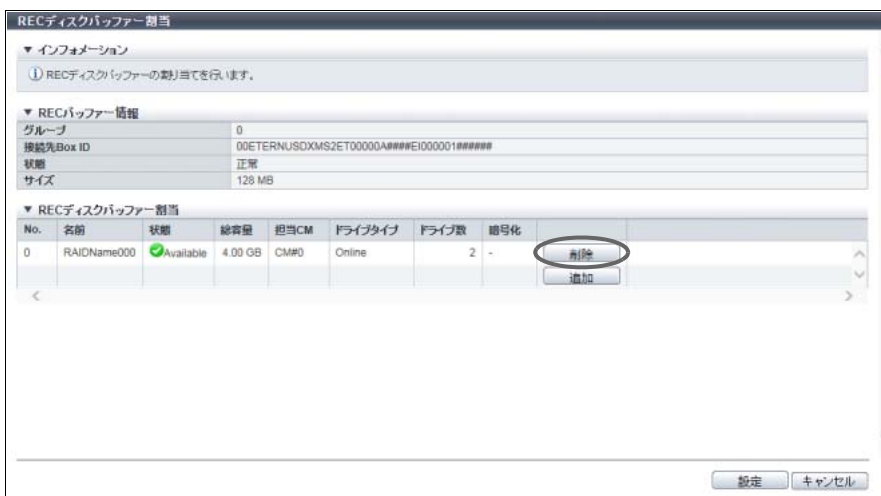 RECディスクバッファー割当
▼ インフォメーション
RECディスクバッファーの割り当てを行います。
▼ RECバッファー情報
グループ 0
接続先Box ID 00ETERNUSDXMS2ET00000A####EI000001######
状態 正常
サイズ 128 MB
▼ RECディスクバッファー割当
No. 名前 状態 総容量 担当CM ドライブタイプ ドライブ数 暗号化
0 RAIDName000 Available 4.00 GB CM#0 Online 2 - 削除
追加
設定 キャンセル